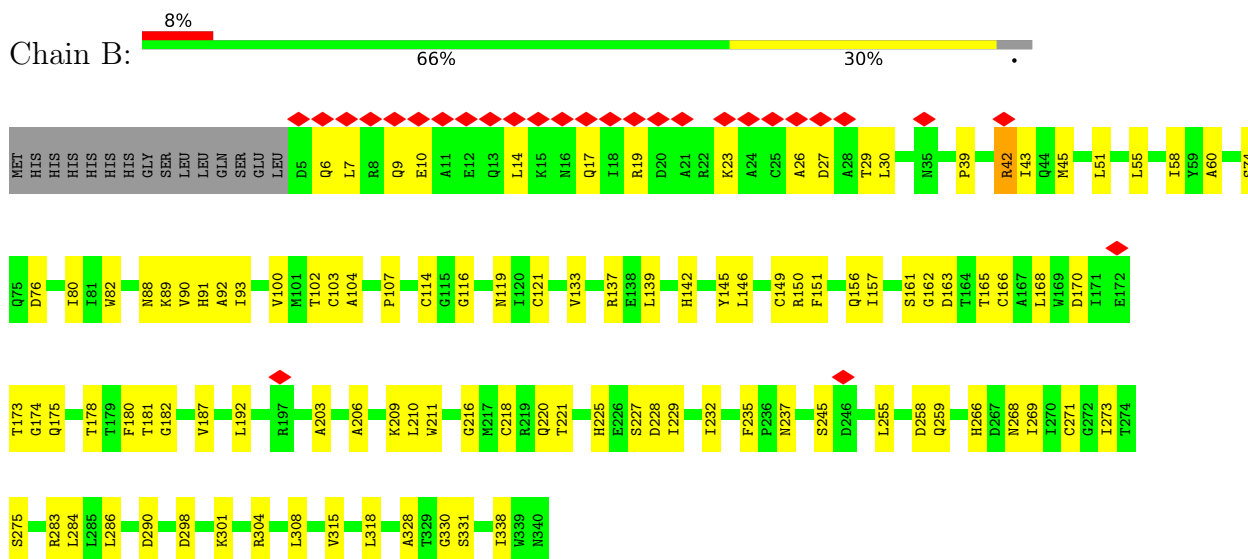 8%
Chain B:
66% 30% •
MET HIS HIS HIS HIS HIS HIS GLY SER LEU LEU GLN SER GLU LEU D5 Q6 L7 R8 Q9 E10 A11 E12 Q13 L14 K15 N16 Q17 I18 R19 D20 A21 R22 K23 A24 C25 A26 D27 A28 T29 L30 N35 P39 R42 I43 Q44 M45 L51 L55 I58 Y59 A60 S74
Q75 D76 I80 I81 W82 N88 K89 V90 H91 A92 I93 V100 M101 T102 C103 A104 P107 C114 G115 G116 N119 I120 C121 V133 R137 E138 L139 H142 Y145 L146 C149 R150 F151 Q156 I157 S161 G162 D163 T164 T165 C166 A167 L168 W169 D170 I171 E172
T173 G174 Q175 T178 T179 F180 T181 G182 V187 L192 R197 A203 A206 K209 L210 W211 G216 M217 C218 R219 Q220 T221 H225 E226 S227 D228 I229 I232 F235 P236 N237 S245 D246 L255 D258 Q259 H266 D267 N268 I269 I270 C271 G272 I273 T274
S275 R283 L284 L285 L286 D290 D298 K301 R304 L308 V315 L318 A328 T329 G330 S331 I338 W339 N340